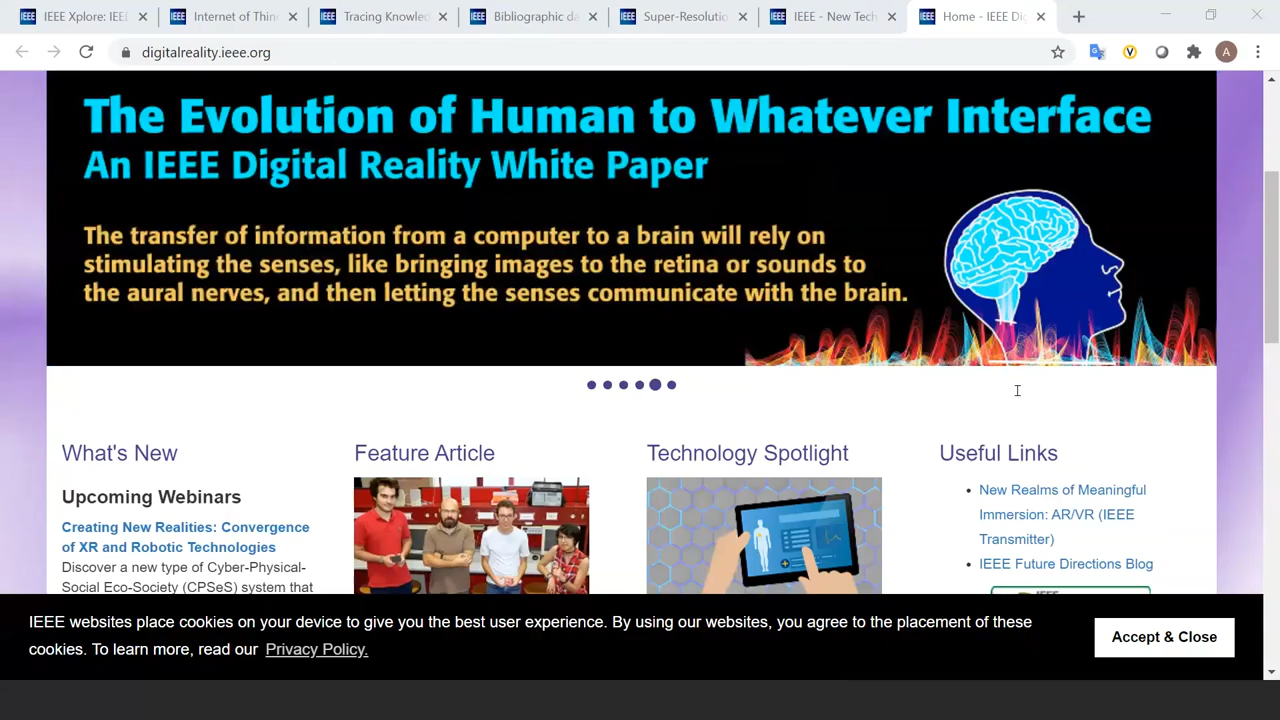 IEEE Xplore: IEE
Internet of Thin
Tracing Knowled
Bibliographic da
Super-Resolutio
IEEE - New Tech
Home - IEEE Dig
digitalreality.ieee.org
A
The Evolution of Human to Whatever Interface
An IEEE Digital Reality White Paper
The transfer of information from a computer to a brain will rely on
stimulating the senses, like bringing images to the retina or sounds to
the aural nerves, and then letting the senses communicate with the brain.
What's New
Upcoming Webinars
Creating New Realities: Convergence
of XR and Robotic Technologies
Discover a new type of Cyber-Physical-
Social Eco-Society (CPSeS) system that
Feature Article
Technology Spotlight
Useful Links
New Realms of Meaningful
Immersion: AR/VR (IEEE
Transmitter)
IEEE Future Directions Blog
IEEE websites place cookies on your device to give you the best user experience. By using our websites, you agree to the placement of these
cookies. To learn more, read our Privacy Policy.
Accept & Close